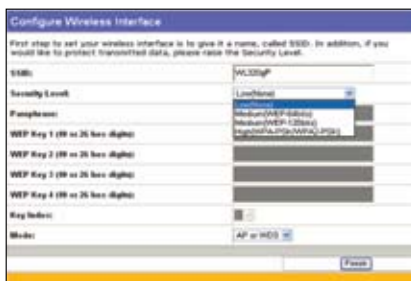 Configure Wireless Interface
First step to set your wireless interface is to give it a name, called SSID. In addition, if you
would like to protect transmitted data, please raise the Security Level.
SSID: WL320gP
Security Level: Low(None)
Low(None)
Medium(WEP-64bits)
Medium(WEP-128bits)
High(WPA-PSK/WPA2-PSK)
Passphrase:
WEP Key 1 (10 or 26 hex digits)
WEP Key 2 (10 or 26 hex digits)
WEP Key 3 (10 or 26 hex digits)
WEP Key 4 (10 or 26 hex digits)
Key Index:
Mode: AP or WDS
Finish